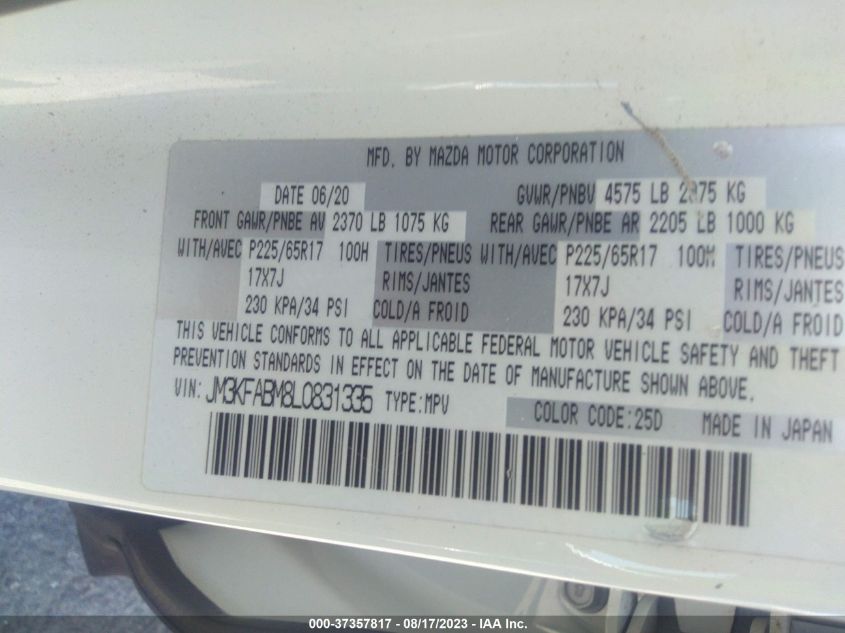 MFD. BY MAZDA MOTOR CORPORATION
DATE 06/20 GVWR/PNBV 4575 LB 2075 KG
FRONT GAWR/PNBE AV 2370 LB 1075 KG REAR GAWR/PNBE AR 2205 LB 1000 KG
WITH/AVEC P225/65R17 100H TIRES/PNEUS WITH/AVEC P225/65R17 100H TIRES/PNEUS
17X7J RIMS/JANTES 17X7J RIMS/JANTES
230 KPA/34 PSI COLD/A FROID 230 KPA/34 PSI COLD/A FROID
THIS VEHICLE CONFORMS TO ALL APPLICABLE FEDERAL MOTOR VEHICLE SAFETY AND THEFT
PREVENTION STANDARDS IN EFFECT ON THE DATE OF MANUFACTURE SHOWN ABOVE.
VIN: JM3KFABM8L0831335 TYPE:MPV
COLOR CODE:25D MADE IN JAPAN
000-37357817 - 08/17/2023 - IAA Inc.